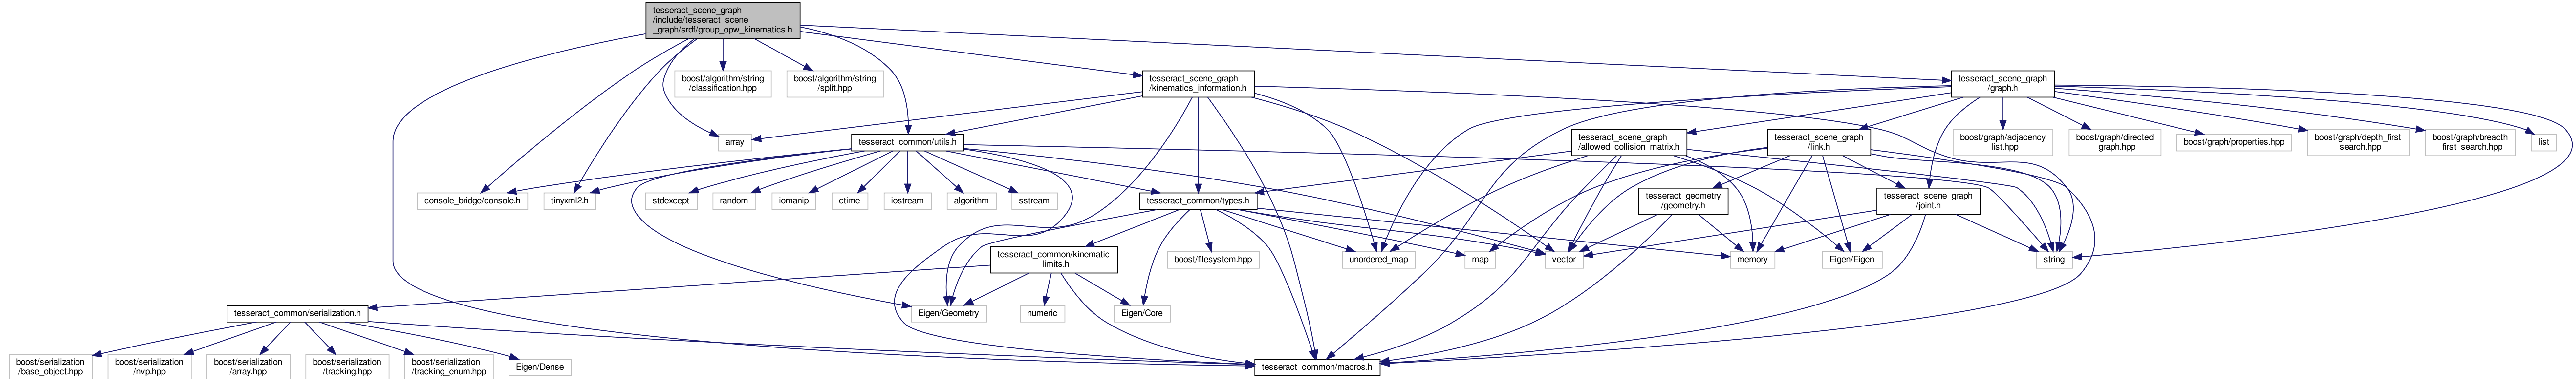 tesseract_scene_graph
/include/tesseract_scene
_graph/srdf/group_opw_kinematics.h
boost/algorithm/string
/classification.hpp
boost/algorithm/string
/split.hpp
tesseract_scene_graph
/kinematics_information.h
tesseract_scene_graph
/graph.h
array
tesseract_common/utils.h
tesseract_scene_graph
/allowed_collision_matrix.h
tesseract_scene_graph
/link.h
boost/graph/adjacency
_list.hpp
boost/graph/directed
_graph.hpp
boost/graph/properties.hpp
boost/graph/depth_first
_search.hpp
boost/graph/breadth
_first_search.hpp
list
console_bridge/console.h
tinyxml2.h
stdexcept
random
iomanip
ctime
iostream
algorithm
sstream
tesseract_common/types.h
tesseract_geometry
/geometry.h
tesseract_scene_graph
/joint.h
tesseract_common/kinematic
_limits.h
boost/filesystem.hpp
unordered_map
map
vector
memory
Eigen/Eigen
string
tesseract_common/serialization.h
Eigen/Geometry
numeric
Eigen/Core
boost/serialization
/base_object.hpp
boost/serialization
/nvp.hpp
boost/serialization
/array.hpp
boost/serialization
/tracking.hpp
boost/serialization
/tracking_enum.hpp
Eigen/Dense
tesseract_common/macros.h